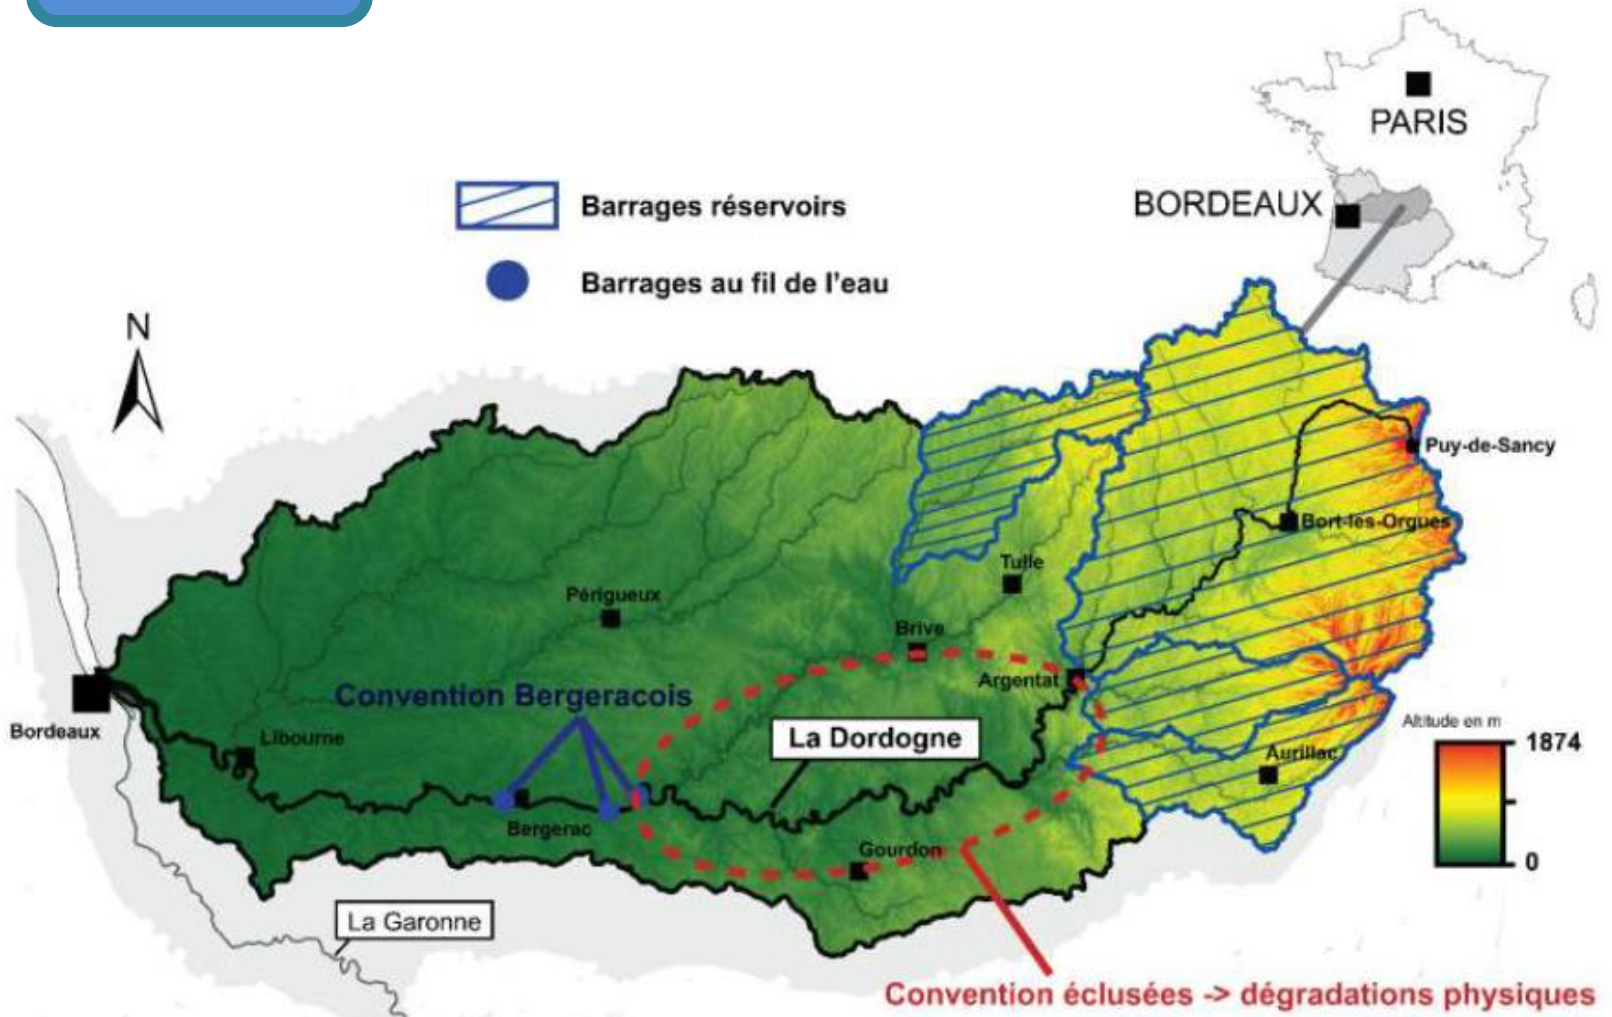 PARIS
BORDEAUX
Barrages réservoirs
Barrages au fil de l'eau
N
Puy-de-Sancy
Bort-les-Orgues
Tulle
Périgueux
Brive
Argentat
Convention Bergeracois
La Dordogne
Bordeaux
Libourne
Altitude en m
1874
Aurillac
Bergerac
Gourdon
0
La Garonne
Convention éclusées -> dégradations physiques